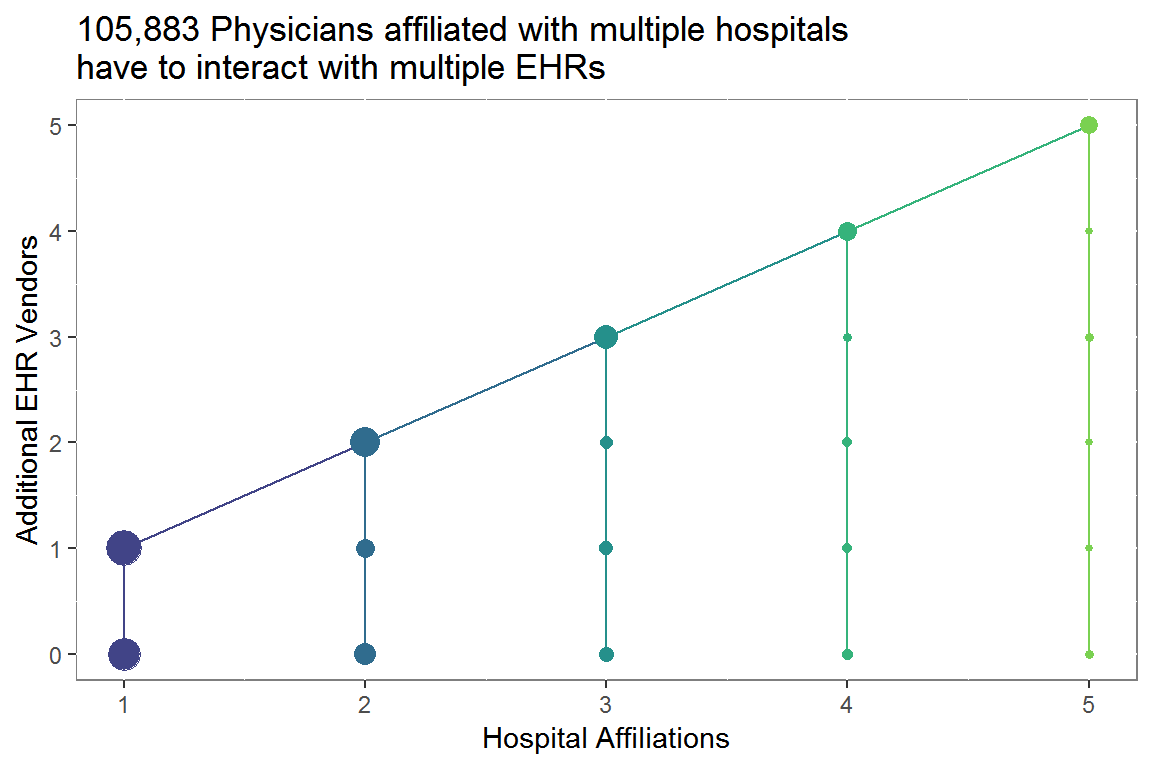 105,883 Physicians affiliated with multiple hospitals
have to interact with multiple EHRs
Additional EHR Vendors
5
4
3
2
1
0
1 2 3 4 5
Hospital Affiliations